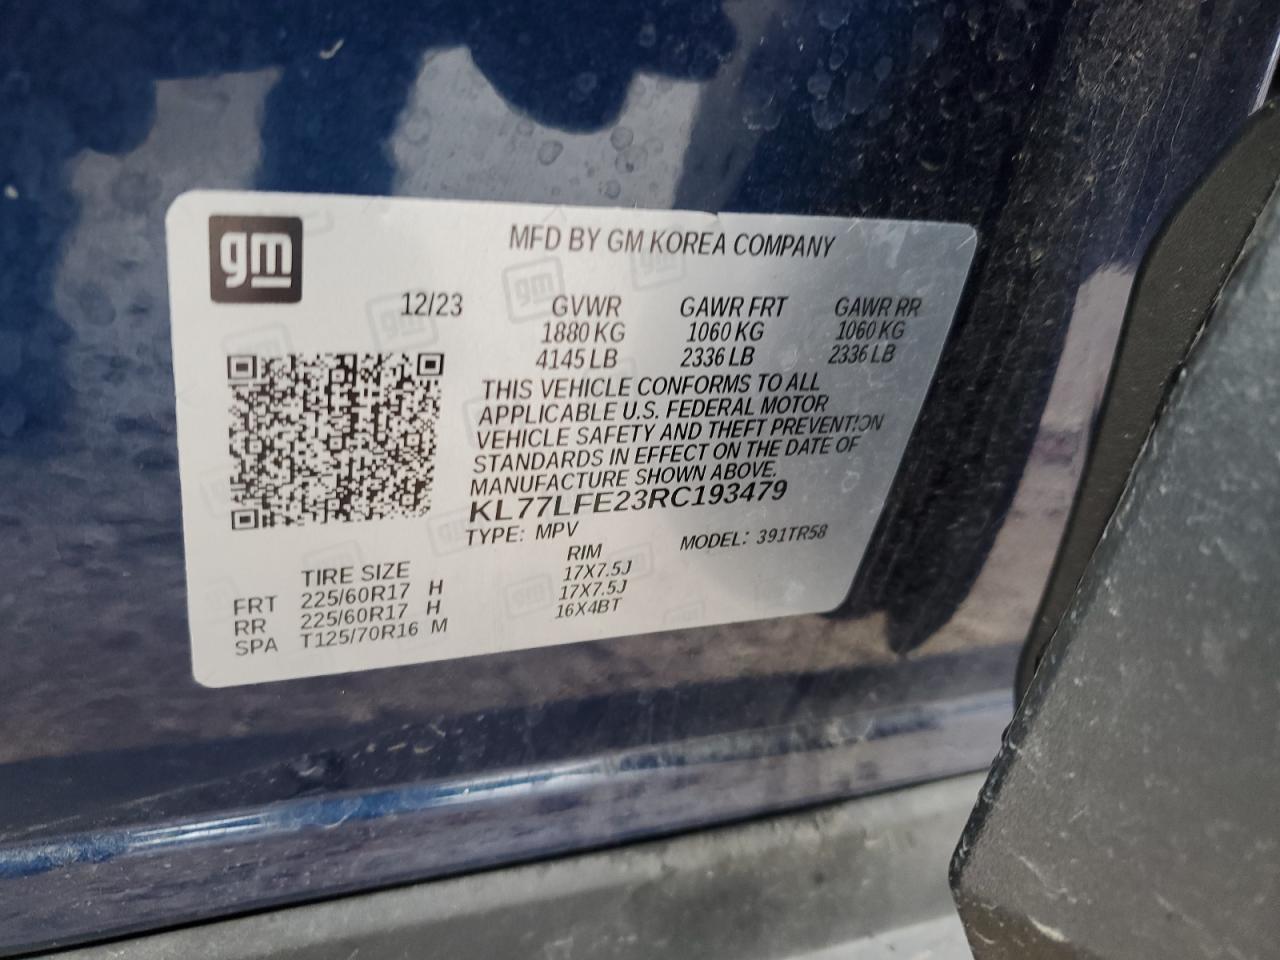 gm
MFD BY GM KOREA COMPANY
12/23 GVWR GAWR FRT GAWR RR
1880 KG 1060 KG 1060 KG
4145 LB 2336 LB 2336 LB
THIS VEHICLE CONFORMS TO ALL
APPLICABLE U.S. FEDERAL MOTOR
VEHICLE SAFETY AND THEFT PREVENTION
STANDARDS IN EFFECT ON THE DATE OF
MANUFACTURE SHOWN ABOVE.
KL77LFE23RC193479
TYPE: MPV MODEL: 391TR58
TIRE SIZE RIM
FRT 225/60R17 H 17X7.5J
RR 225/60R17 H 17X7.5J
SPA T125/70R16 M 16X4BT